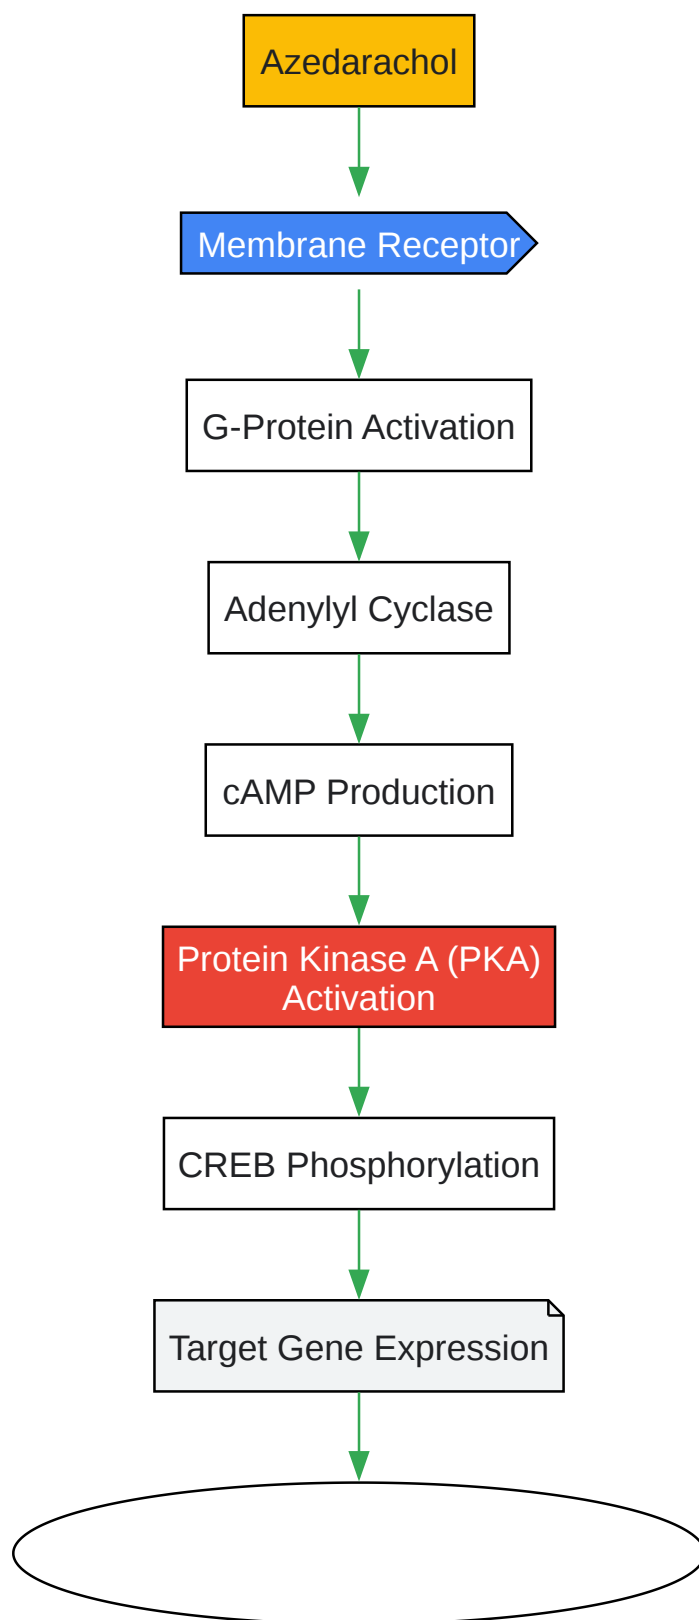 Azedarachol
Membrane Receptor
G-Protein Activation
Adenylyl Cyclase
cAMP Production
Protein Kinase A (PKA)
Activation
CREB Phosphorylation
Target Gene Expression